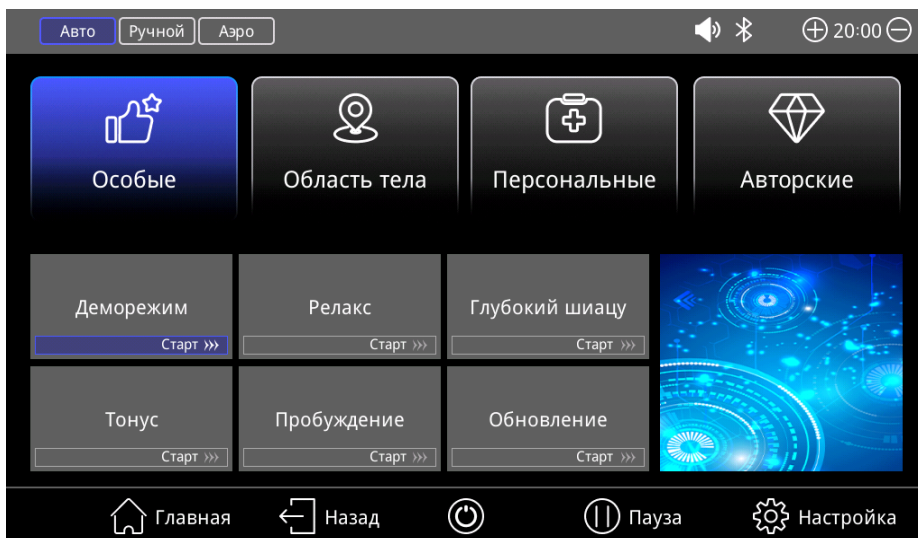 Авто Ручной Аэро 20:00
Особые Область тела Персональные Авторские
Деморежим Релакс Глубокий шиацу
Старт Старт Старт
Тонус Пробуждение Обновление
Старт Старт Старт
Главная Назад Пауза Настройка